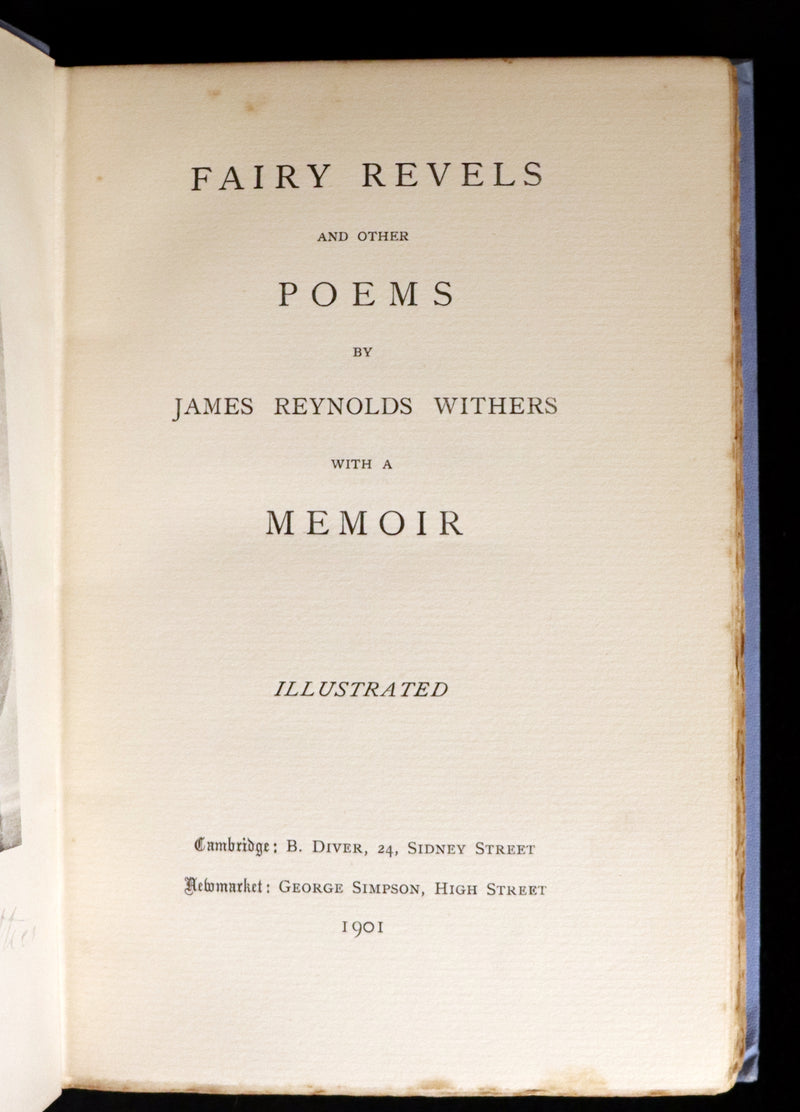 FAIRY REVELS
AND OTHER
POEMS
BY
JAMES REYNOLDS WITHERS
WITH A
MEMOIR
ILLUSTRATED
Cambridge: B. DIVER, 24, SIDNEY STREET
Newmarket: GEORGE SIMPSON, HIGH STREET
1901